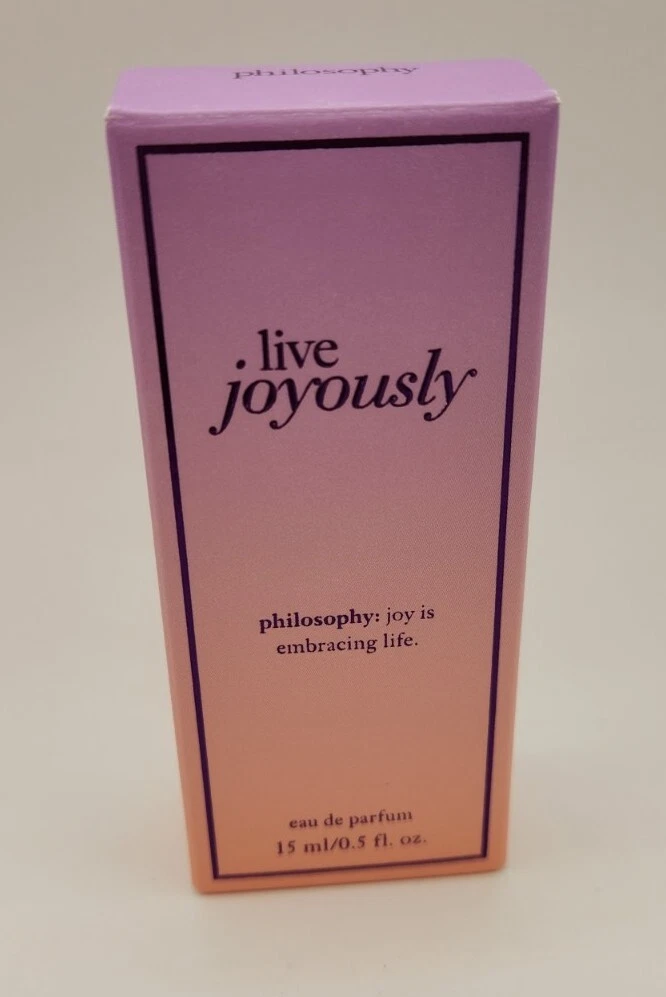 philosophy
live
joyously
philosophy: joy is
embracing life.
eau de parfum
15 ml/0.5 fl. oz.